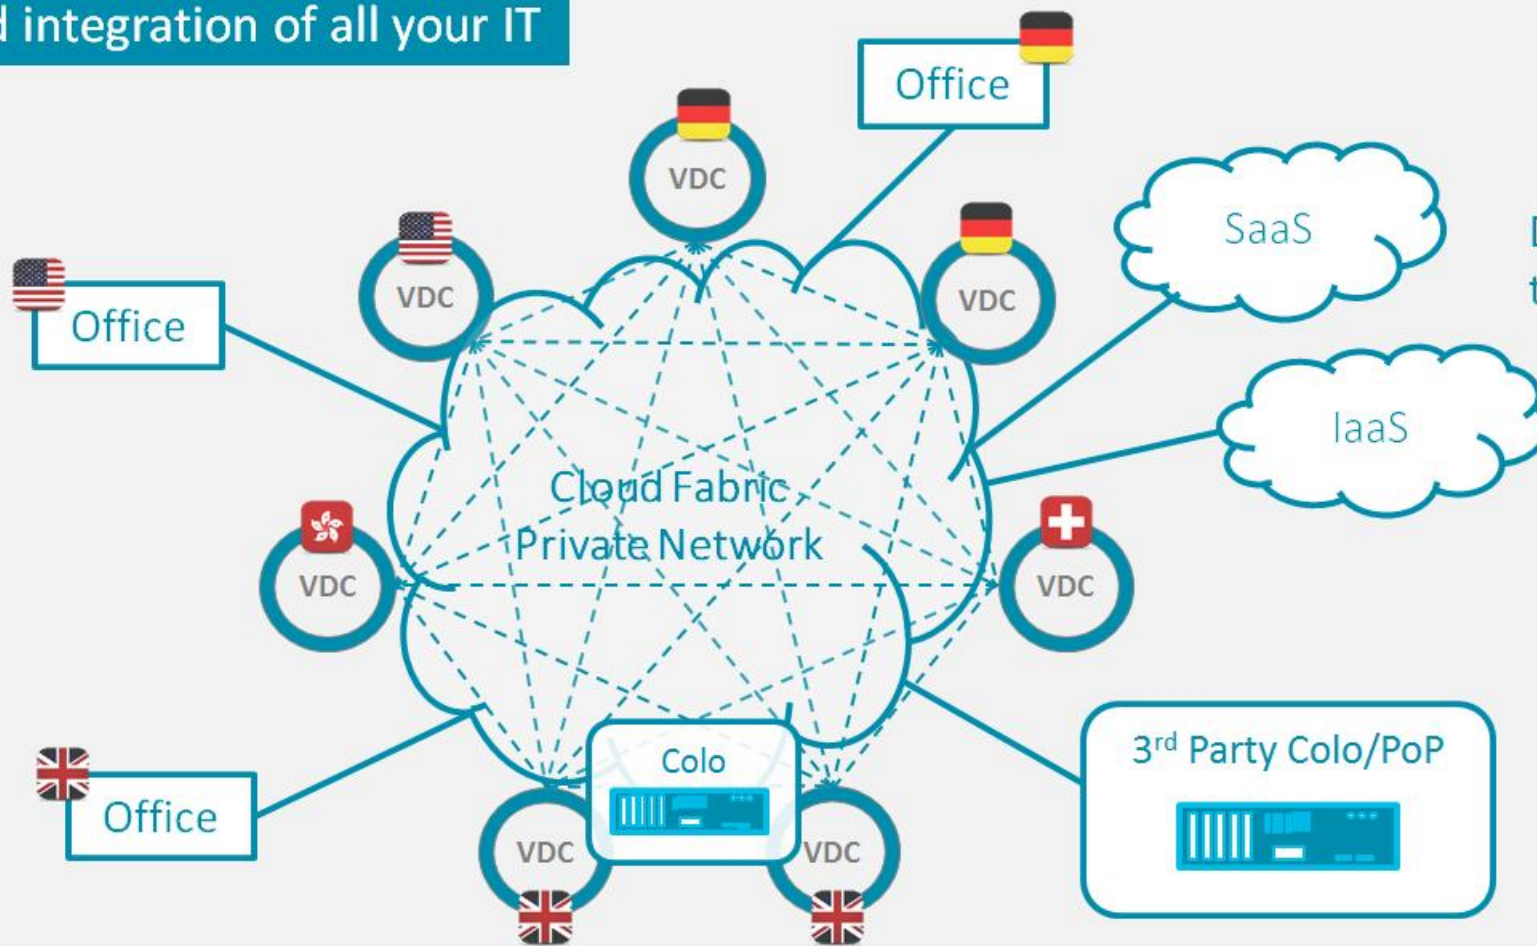 integration of all your IT
Office
VDC
VDC
SaaS
VDC
VDC
Office
IaaS
Cloud Fabric
Private Network
VDC
VDC
3rd Party Colo/PoP
Colo
Office
VDC
VDC